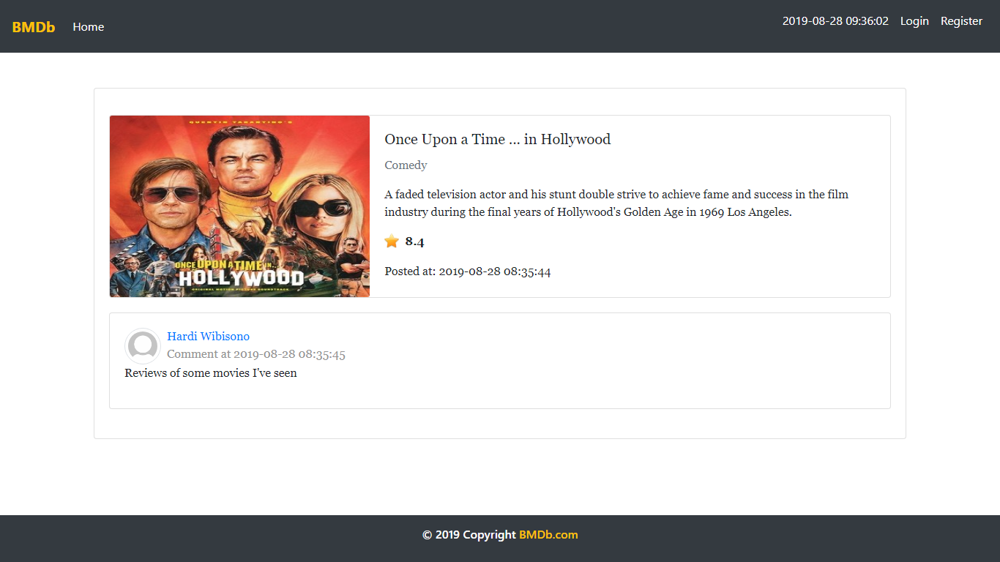 BMDb Home 2019-08-28 09:36:02 Login Register
QUENTIN TARANTINO'S
ONCE UPON A TIME IN...
HOLLYWOOD
ORIGINAL MOTION PICTURE SOUNDTRACK
Once Upon a Time ... in Hollywood
Comedy
A faded television actor and his stunt double strive to achieve fame and success in the film
industry during the final years of Hollywood's Golden Age in 1969 Los Angeles.
8.4
Posted at: 2019-08-28 08:35:44
Hardi Wibisono
Comment at 2019-08-28 08:35:45
Reviews of some movies I've seen
© 2019 Copyright BMDb.com